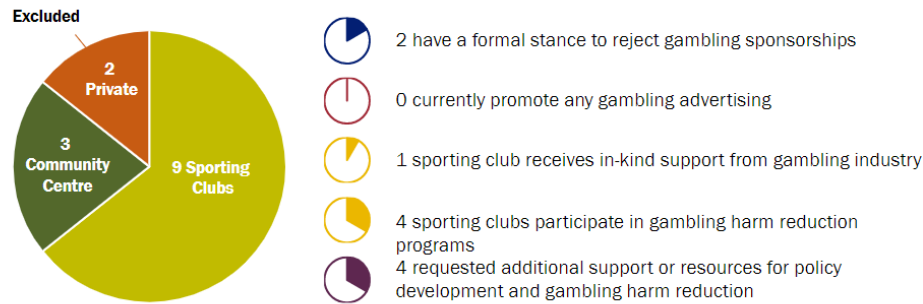 Excluded
2
Private
3
Community
Centre
9 Sporting
Clubs
2 have a formal stance to reject gambling sponsorships
0 currently promote any gambling advertising
1 sporting club receives in-kind support from gambling industry
4 sporting clubs participate in gambling harm reduction
programs
4 requested additional support or resources for policy
development and gambling harm reduction